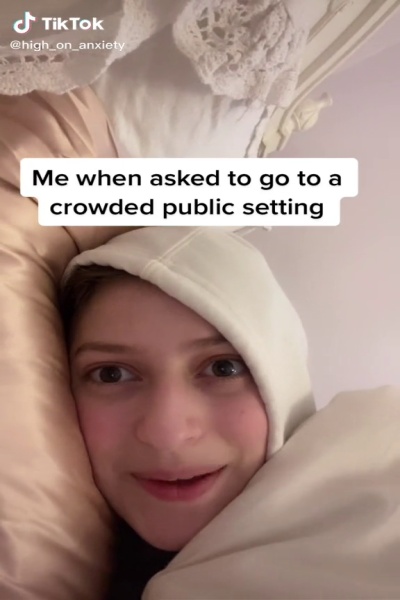 TikTok
@high_on_anxiety
Me when asked to go to a
crowded public setting